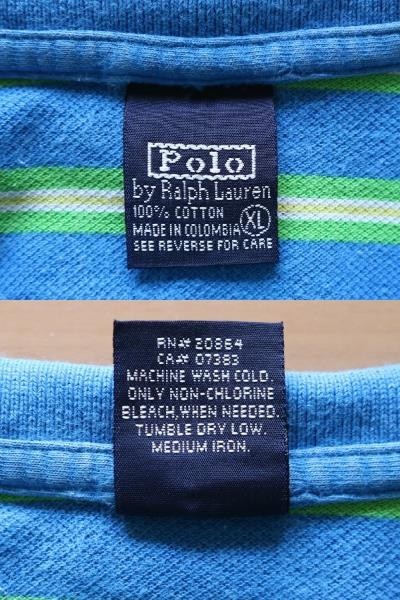 Polo
by Ralph Lauren
100% COTTON
MADE IN COLOMBIA
XL
SEE REVERSE FOR CARE
RN# 20864
CA# 07383
MACHINE WASH COLD.
ONLY NON-CHLORINE
BLEACH,WHEN NEEDED.
TUMBLE DRY LOW.
MEDIUM IRON.